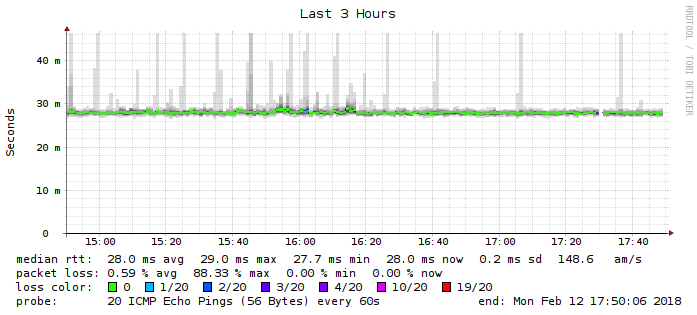 Last 3 Hours
RRDTOOL / TOBI OETIKER
Seconds
40 m
30 m
20 m
10 m
0
15:00 15:20 15:40 16:00 16:20 16:40 17:00 17:20 17:40
median rtt: 28.0 ms avg 29.0 ms max 27.7 ms min 28.0 ms now 0.2 ms sd 148.6 am/s
packet loss: 0.59 % avg 88.33 % max 0.00 % min 0.00 % now
loss color: 0 1/20 2/20 3/20 4/20 10/20 19/20
probe: 20 ICMP Echo Pings (56 Bytes) every 60s end: Mon Feb 12 17:50:06 2018